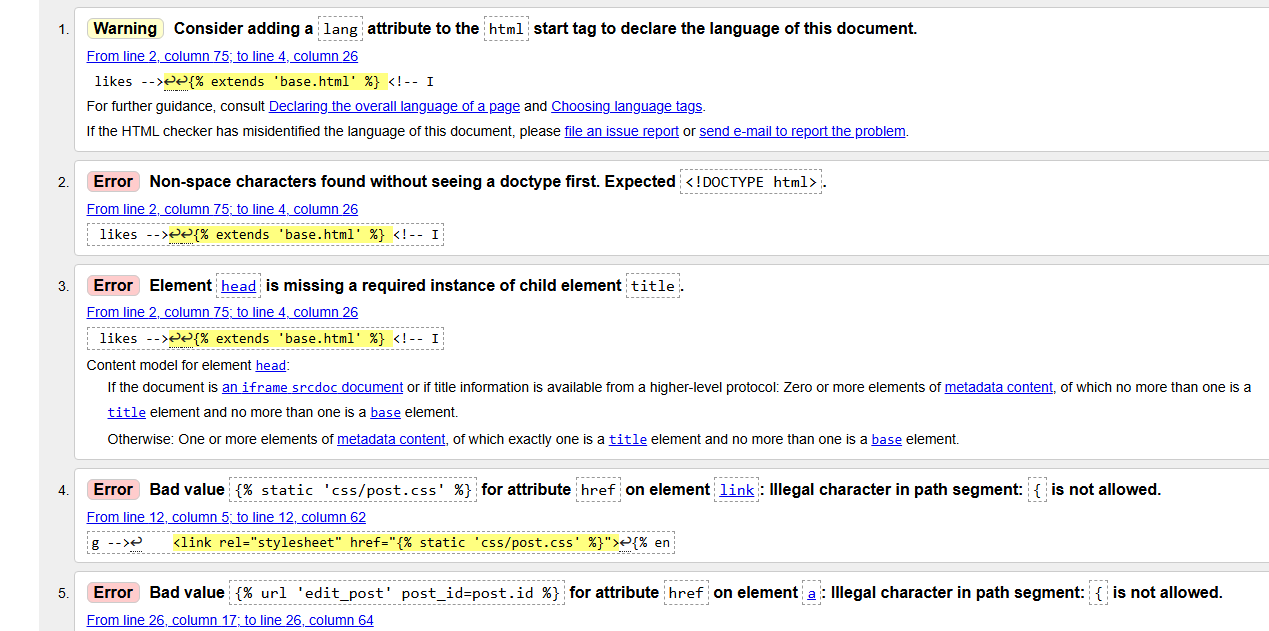 1. Warning Consider adding a lang attribute to the html start tag to declare the language of this document.
From line 2, column 75; to line 4, column 26
likes -->↩↩{% extends 'base.html' %} <!-- I
For further guidance, consult Declaring the overall language of a page and Choosing language tags.
If the HTML checker has misidentified the language of this document, please file an issue report or send e-mail to report the problem.
2. Error Non-space characters found without seeing a doctype first. Expected <!DOCTYPE html>.
From line 2, column 75; to line 4, column 26
likes -->↩↩{% extends 'base.html' %} <!-- I
3. Error Element head is missing a required instance of child element title.
From line 2, column 75; to line 4, column 26
likes -->↩↩{% extends 'base.html' %} <!-- I
Content model for element head:
If the document is an iframe srcdoc document or if title information is available from a higher-level protocol: Zero or more elements of metadata content, of which no more than one is a
title element and no more than one is a base element.
Otherwise: One or more elements of metadata content, of which exactly one is a title element and no more than one is a base element.
4. Error Bad value {% static 'css/post.css' %} for attribute href on element link: Illegal character in path segment: { is not allowed.
From line 12, column 5; to line 12, column 62
g -->↩    <link rel="stylesheet" href="{% static 'css/post.css' %}">↩{% en
5. Error Bad value {% url 'edit_post' post_id=post.id %} for attribute href on element a: Illegal character in path segment: { is not allowed.
From line 26, column 17; to line 26, column 64